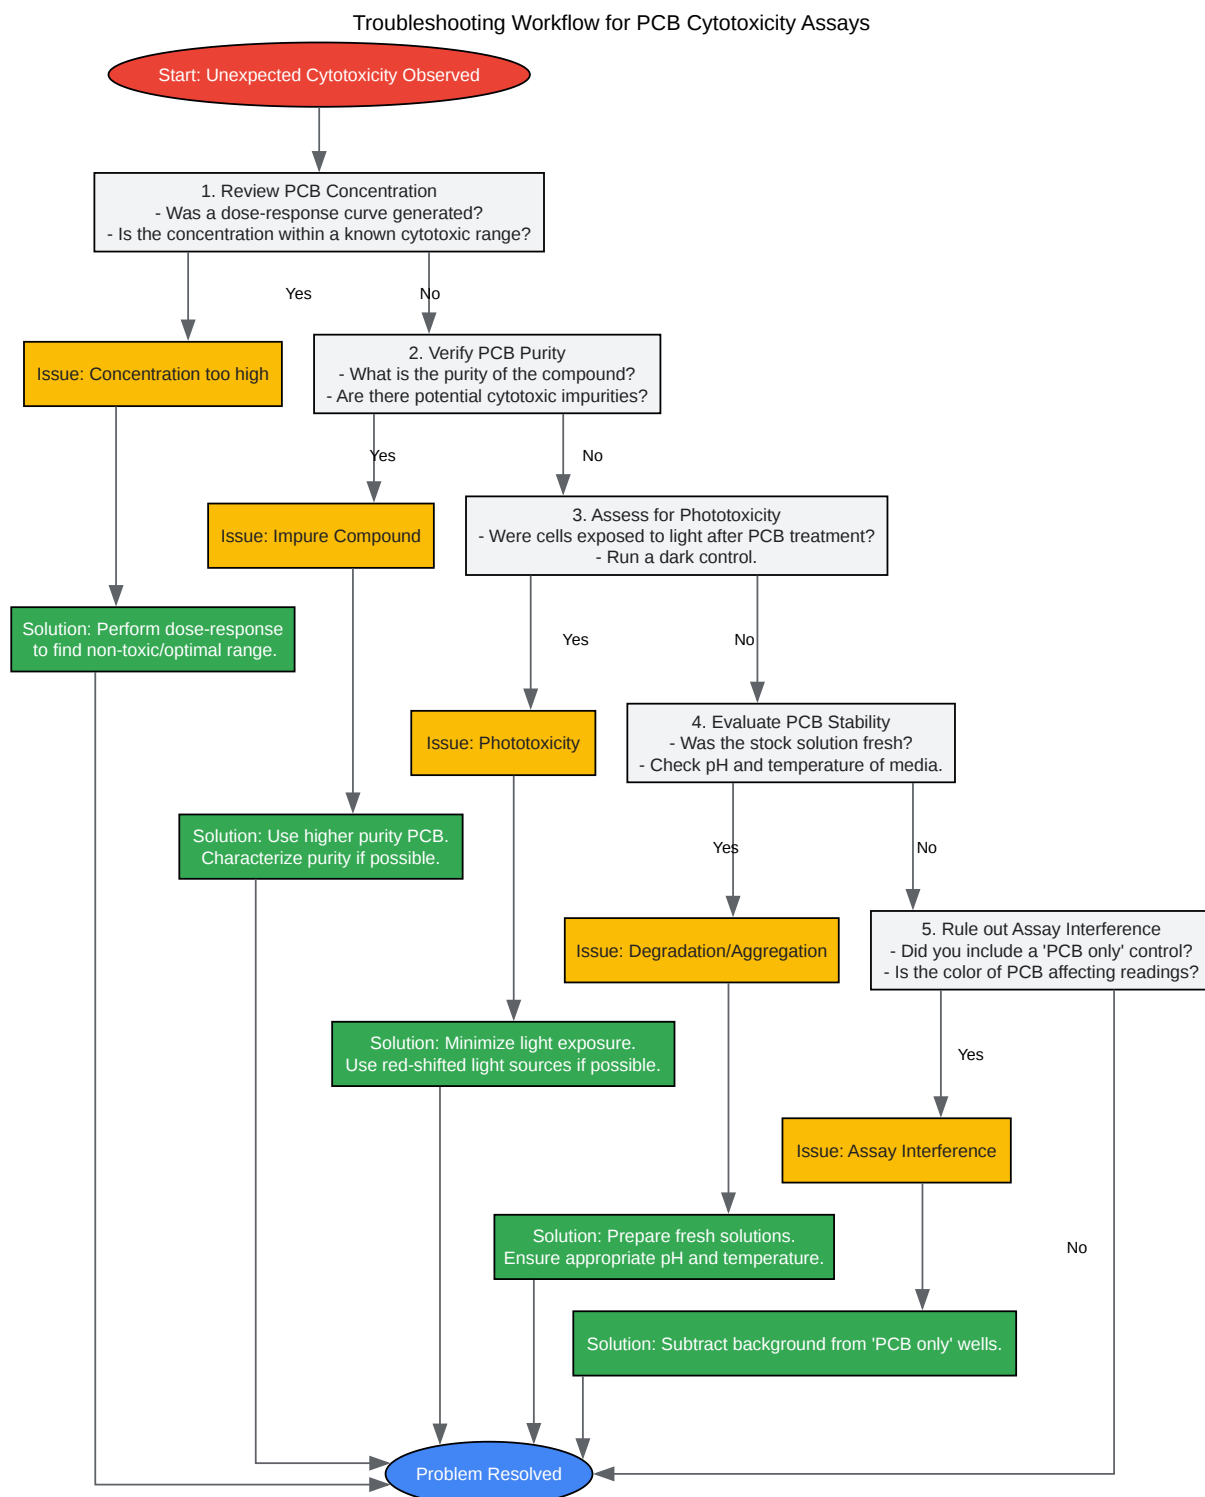 Troubleshooting Workflow for PCB Cytotoxicity Assays
Start: Unexpected Cytotoxicity Observed
1. Review PCB Concentration
- Was a dose-response curve generated?
- Is the concentration within a known cytotoxic range?
Yes
No
Issue: Concentration too high
2. Verify PCB Purity
- What is the purity of the compound?
- Are there potential cytotoxic impurities?
Yes
No
Issue: Impure Compound
3. Assess for Phototoxicity
- Were cells exposed to light after PCB treatment?
- Run a dark control.
Solution: Perform dose-response
to find non-toxic/optimal range.
Yes
No
Issue: Phototoxicity
4. Evaluate PCB Stability
- Was the stock solution fresh?
- Check pH and temperature of media.
Solution: Use higher purity PCB.
Characterize purity if possible.
Yes
No
Issue: Degradation/Aggregation
5. Rule out Assay Interference
- Did you include a 'PCB only' control?
- Is the color of PCB affecting readings?
Solution: Minimize light exposure.
Use red-shifted light sources if possible.
Yes
Issue: Assay Interference
Solution: Prepare fresh solutions.
Ensure appropriate pH and temperature.
No
Solution: Subtract background from 'PCB only' wells.
Problem Resolved